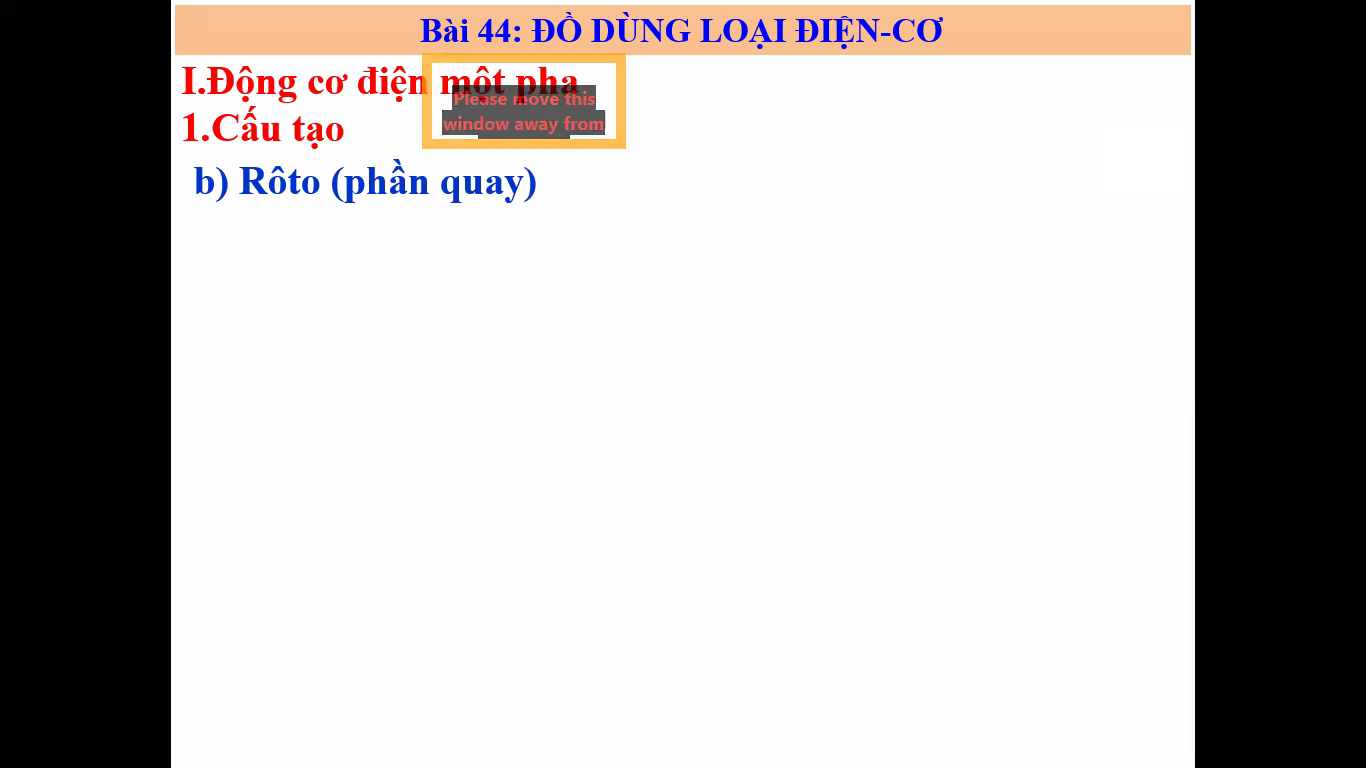 Bài 44: ĐỒ DÙNG LOẠI ĐIỆN-CƠ
I.Động cơ điện một pha
Please move this
window away from
1.Cấu tạo
b) Rôto (phần quay)